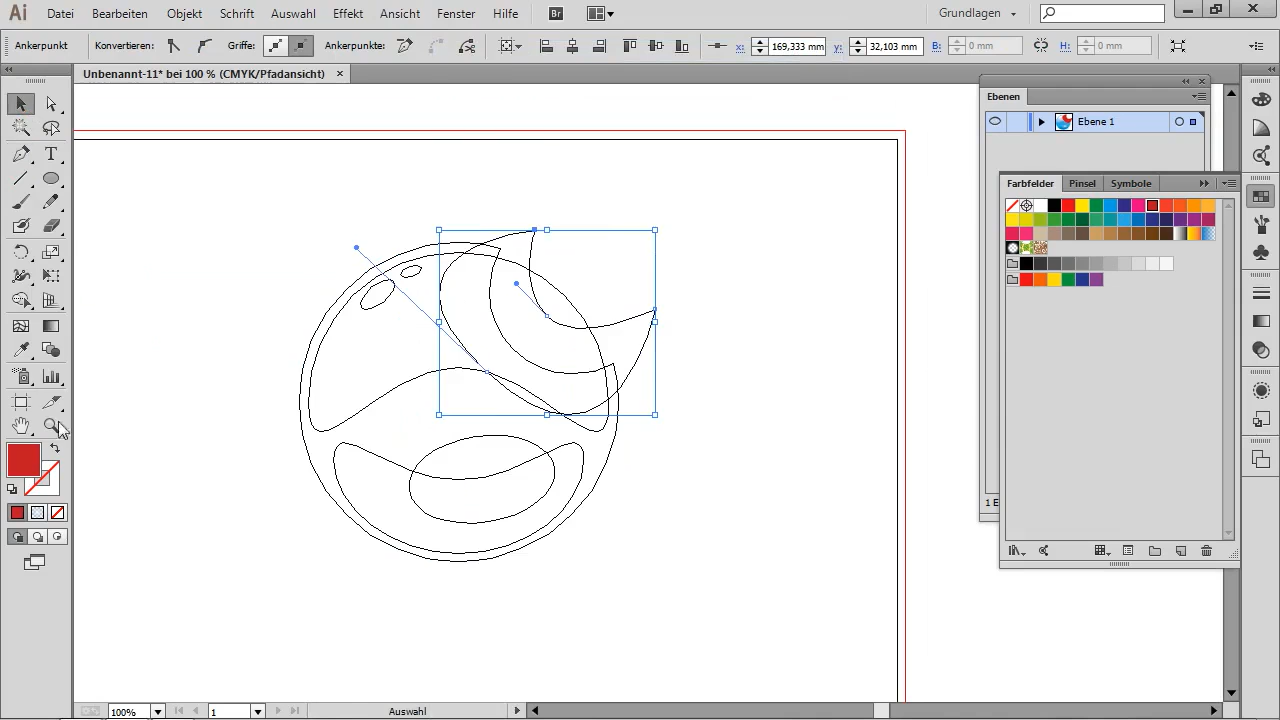 Ai Datei Bearbeiten Objekt Schrift Auswahl Effekt Ansicht Fenster Hilfe Br Grundlagen
Ankerpunkt Konvertieren: Griffe: Ankerpunkte: x: 169,333 mm y: 32,103 mm B: 0 mm H: 0 mm
Unbenannt-11* bei 100 % (CMYK/Pfadansicht) ×
Ebenen
Ebene 1
Farbfelder Pinsel Symbole
T
1 E
100% 1 Auswahl